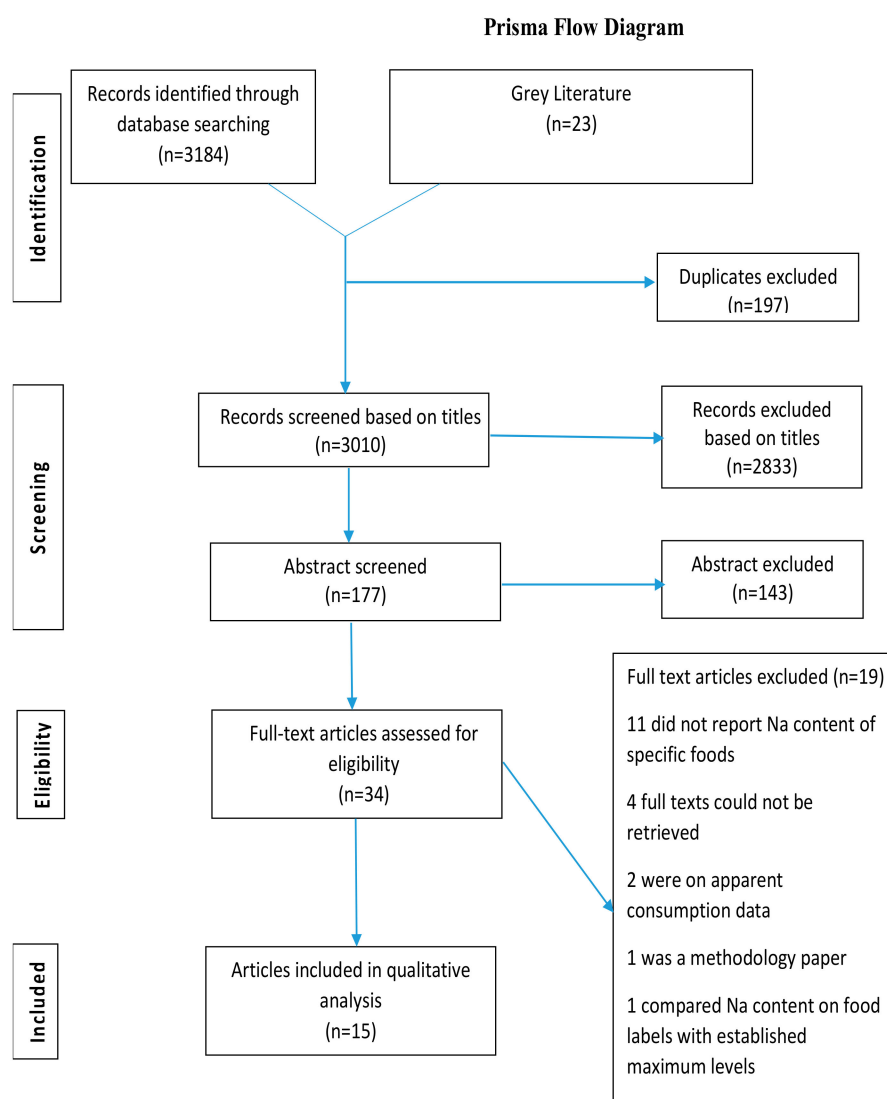 Prisma Flow Diagram
Identification
Records identified through
database searching
(n=3184)
Grey Literature
(n=23)
Duplicates excluded
(n=197)
Screening
Records screened based on titles
(n=3010)
Records excluded
based on titles
(n=2833)
Abstract screened
(n=177)
Abstract excluded
(n=143)
Eligibility
Full-text articles assessed for
eligibility
(n=34)
Full text articles excluded (n=19)
11 did not report Na content of
specific foods
4 full texts could not be
retrieved
2 were on apparent
consumption data
1 was a methodology paper
1 compared Na content on food
labels with established
maximum levels
Included
Articles included in qualitative
analysis
(n=15)